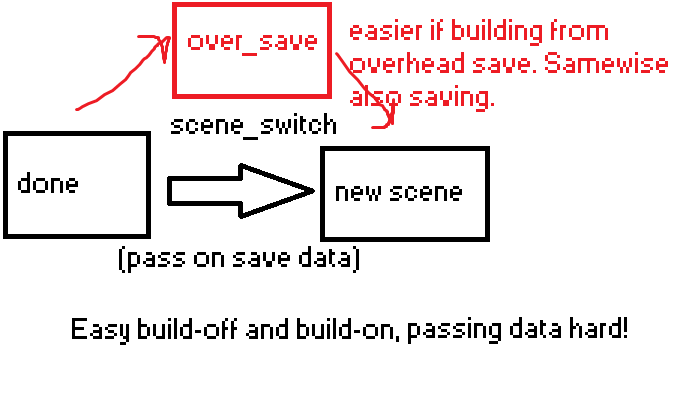 over_save
easier if building from
overhead save. Samewise
also saving.
scene_switch
done
new scene
(pass on save data)
Easy build-off and build-on, passing data hard!